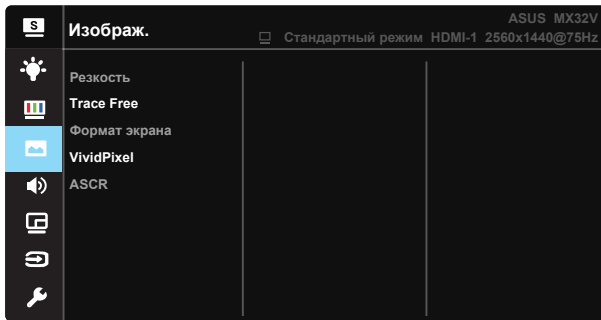 S
Изображ.
ASUS MX32V
Стандартный режим HDMI-1 2560x1440@75Hz
Резкость
Trace Free
Формат экрана
VividPixel
ASCR